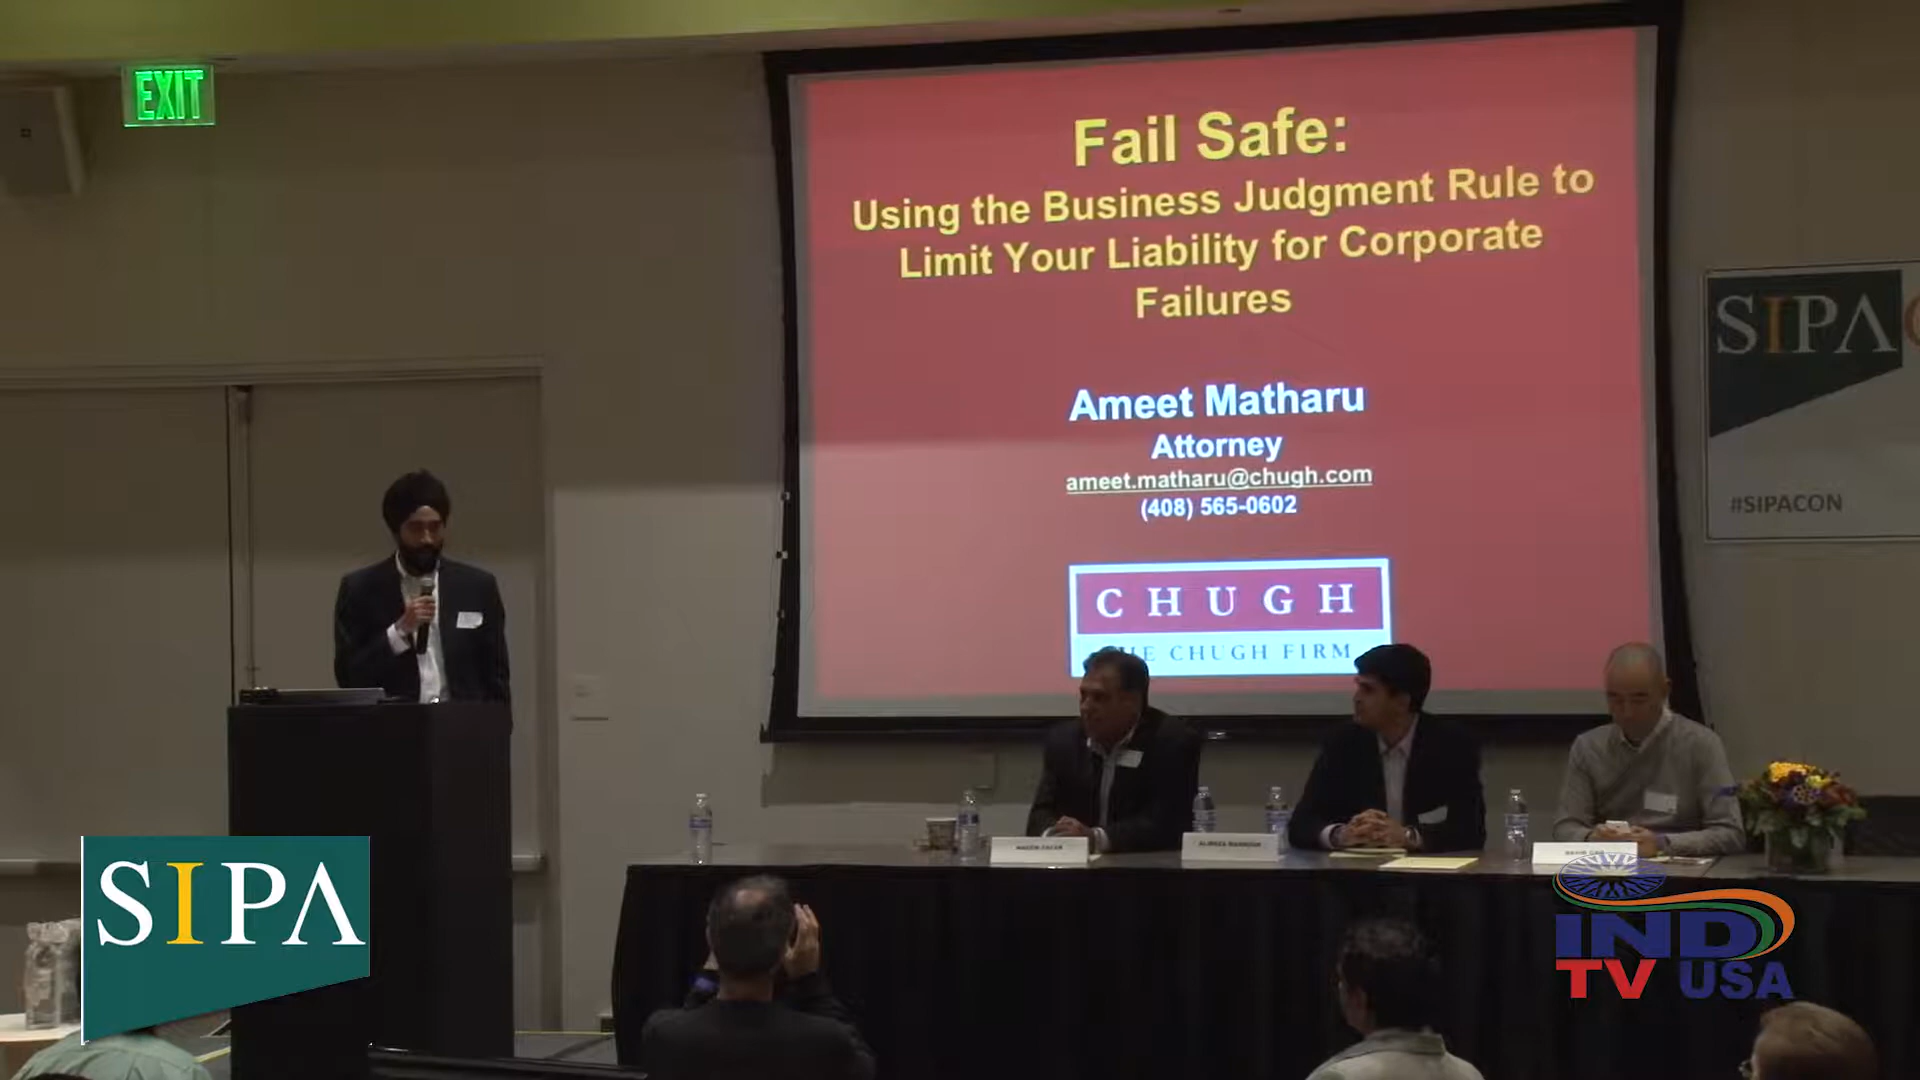 EXIT
Fail Safe:
Using the Business Judgment Rule to
Limit Your Liability for Corporate
Failures
Ameet Matharu
Attorney
ameet.matharu@chugh.com
(408) 565-0602
CHUGH
THE CHUGH FIRM
SIPA
#SIPACON
SIPA
IND
TV USA